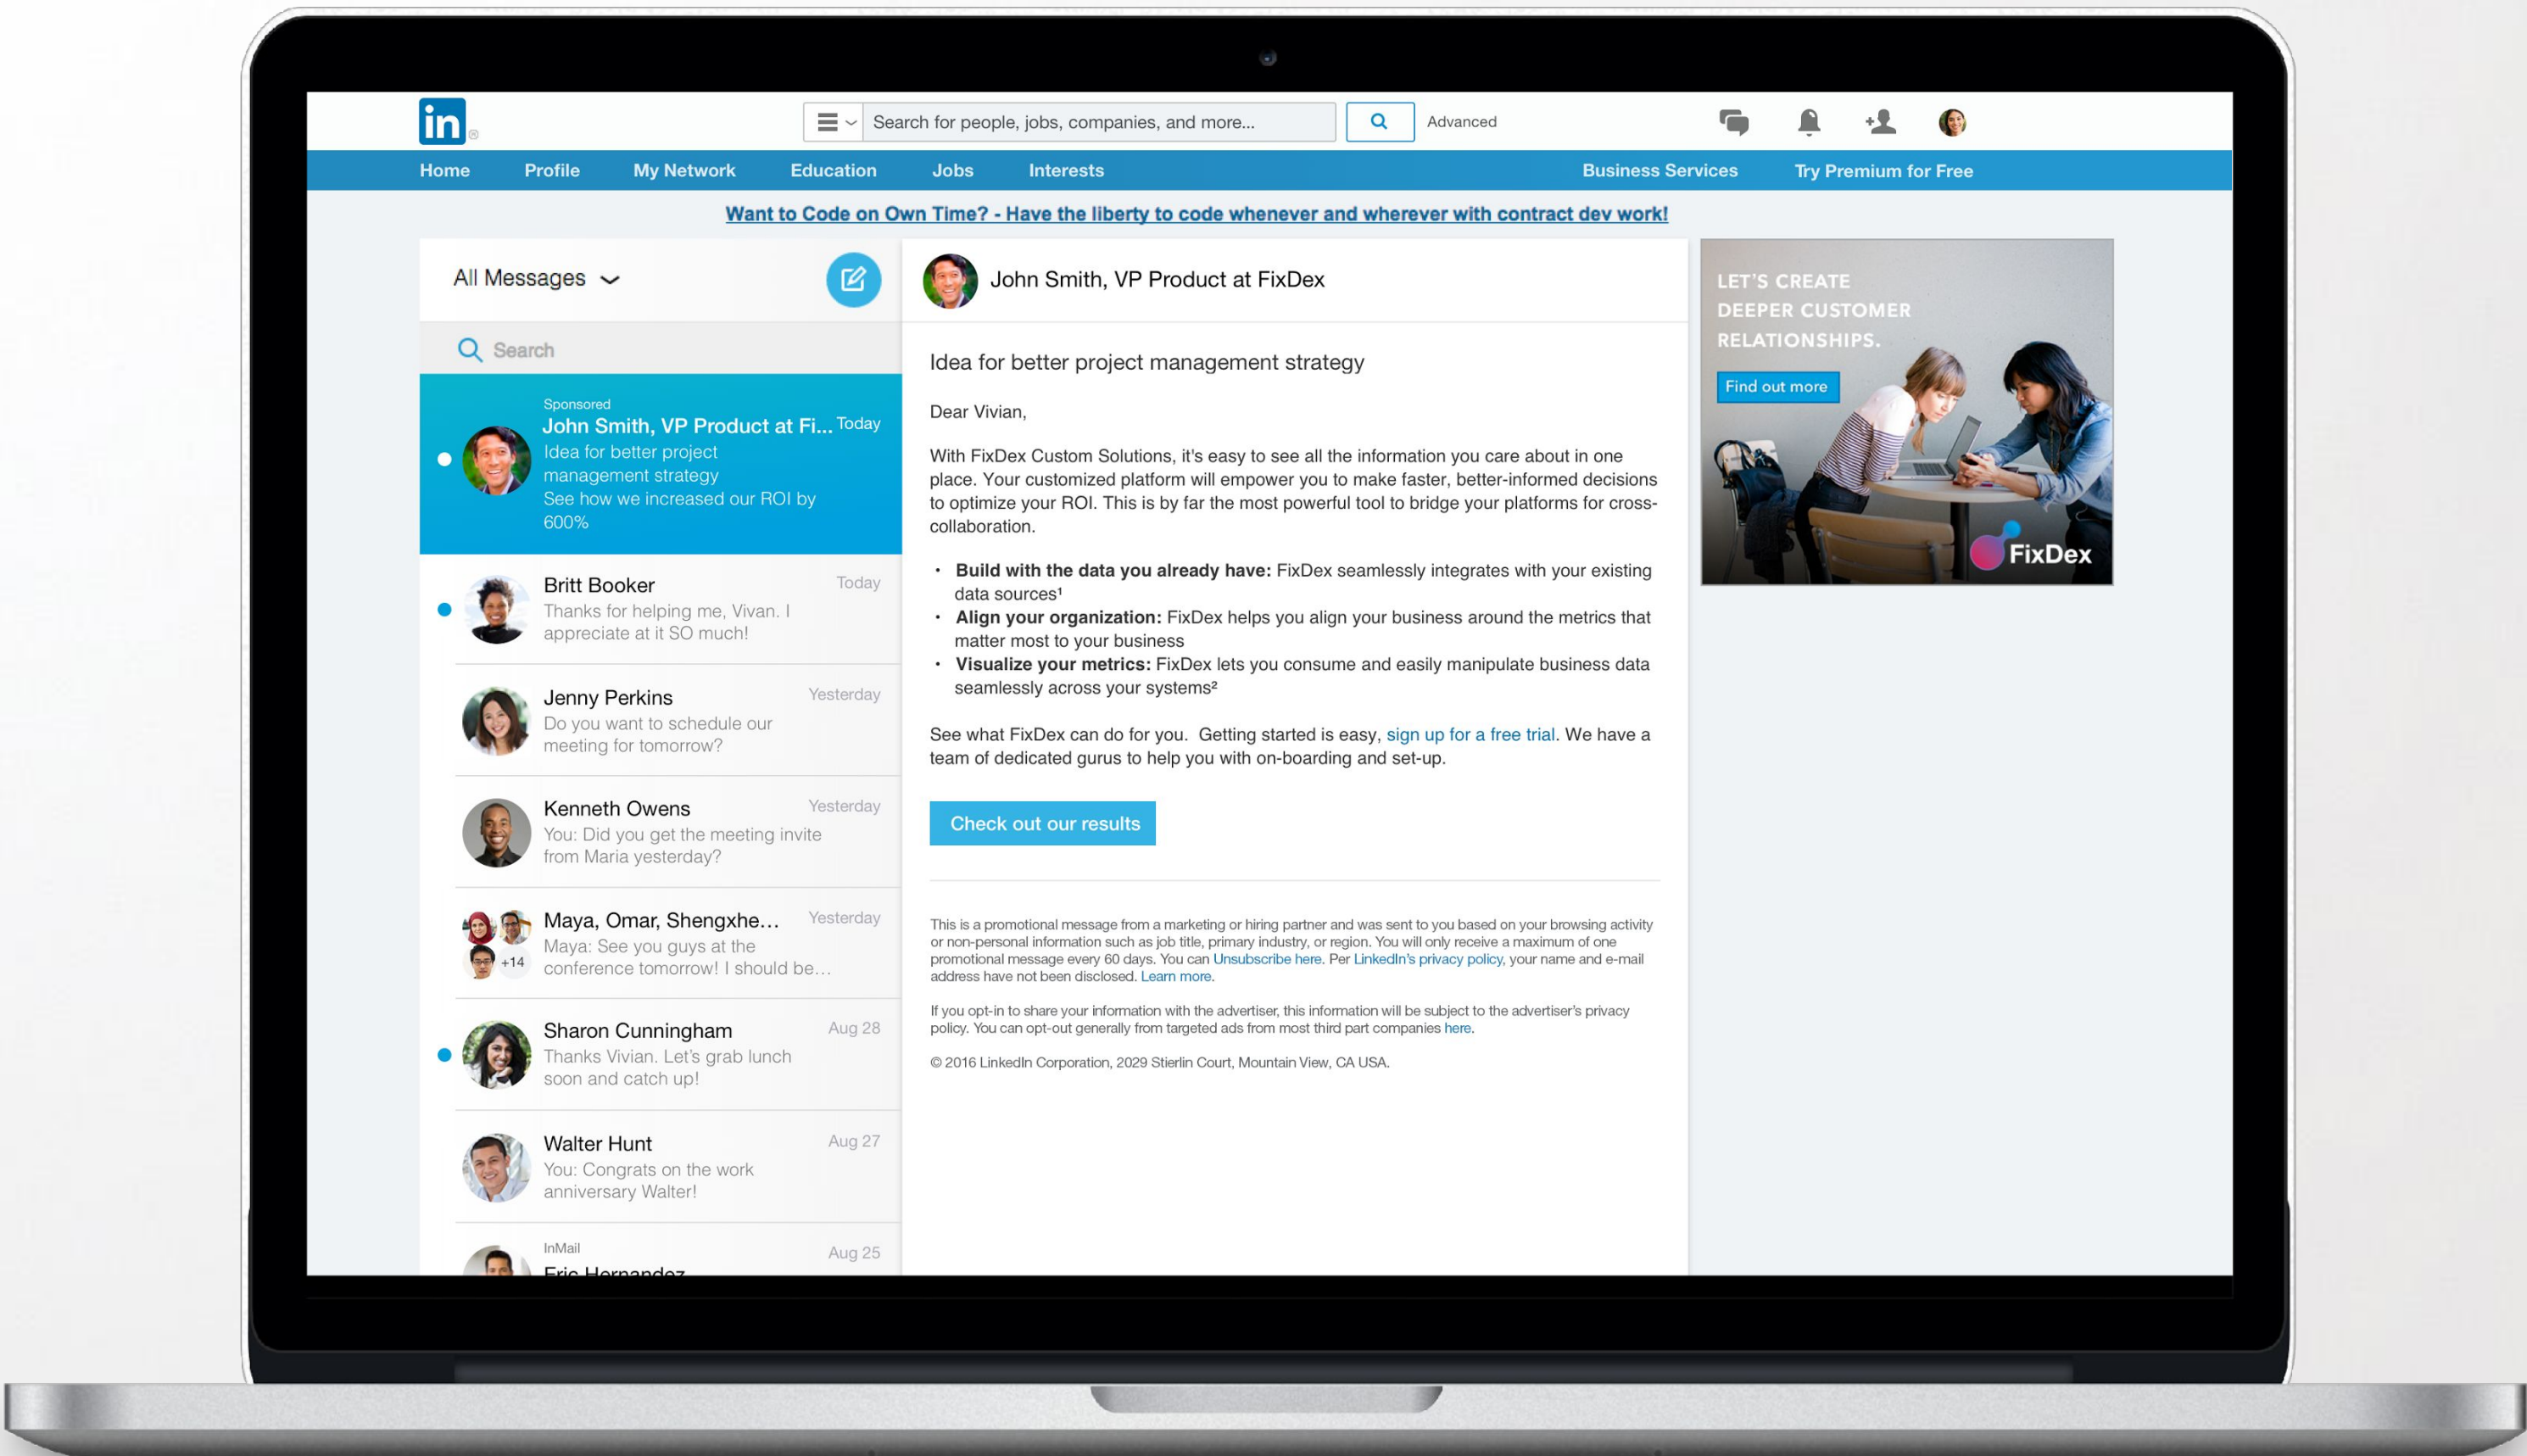 in
®
Search for people, jobs, companies, and more...
Advanced
Home Profile My Network Education Jobs Interests Business Services Try Premium for Free
Want to Code on Own Time? - Have the liberty to code whenever and wherever with contract dev work!
All Messages
Search
Sponsored
John Smith, VP Product at Fi... Today
Idea for better project
management strategy
See how we increased our ROI by
600%
Britt Booker Today
Thanks for helping me, Vivan. I
appreciate at it SO much!
Jenny Perkins Yesterday
Do you want to schedule our
meeting for tomorrow?
Kenneth Owens Yesterday
You: Did you get the meeting invite
from Maria yesterday?
Maya, Omar, Shengxhe... Yesterday
Maya: See you guys at the
+14
conference tomorrow! I should be...
Sharon Cunningham Aug 28
Thanks Vivian. Let's grab lunch
soon and catch up!
Walter Hunt Aug 27
You: Congrats on the work
anniversary Walter!
InMail Aug 25
Eric Hernandez
John Smith, VP Product at FixDex
Idea for better project management strategy
Dear Vivian,
With FixDex Custom Solutions, it's easy to see all the information you care about in one
place. Your customized platform will empower you to make faster, better-informed decisions
to optimize your ROI. This is by far the most powerful tool to bridge your platforms for cross-
collaboration.
· Build with the data you already have: FixDex seamlessly integrates with your existing
data sources¹
· Align your organization: FixDex helps you align your business around the metrics that
matter most to your business
· Visualize your metrics: FixDex lets you consume and easily manipulate business data
seamlessly across your systems²
See what FixDex can do for you.  Getting started is easy, sign up for a free trial. We have a
team of dedicated gurus to help you with on-boarding and set-up.
Check out our results
This is a promotional message from a marketing or hiring partner and was sent to you based on your browsing activity
or non-personal information such as job title, primary industry, or region. You will only receive a maximum of one
promotional message every 60 days. You can Unsubscribe here. Per LinkedIn's privacy policy, your name and e-mail
address have not been disclosed. Learn more.
If you opt-in to share your information with the advertiser, this information will be subject to the advertiser's privacy
policy. You can opt-out generally from targeted ads from most third part companies here.
© 2016 LinkedIn Corporation, 2029 Stierlin Court, Mountain View, CA USA.
LET'S CREATE
DEEPER CUSTOMER
RELATIONSHIPS.
Find out more
FixDex